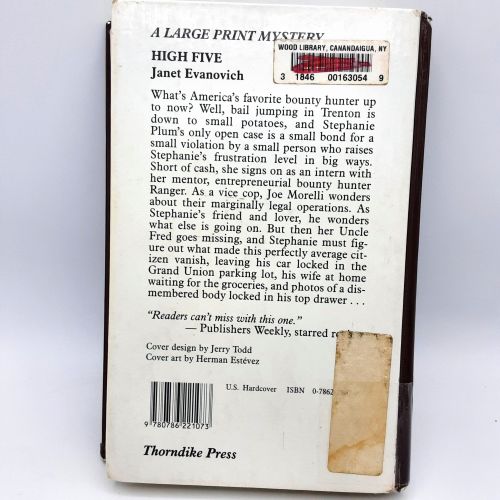 A LARGE PRINT MYSTERY
WOOD LIBRARY, CANANDAIGUA, NY
3 1846 00163054 9
HIGH FIVE
Janet Evanovich
What's America's favorite bounty hunter up
to now? Well, bail jumping in Trenton is
down to small potatoes, and Stephanie
Plum's only open case is a small bond for a
small violation by a small person who raises
Stephanie's frustration level in big ways.
Short of cash, she signs on as an intern with
her mentor, entrepreneurial bounty hunter
Ranger. As a vice cop, Joe Morelli wonders
about their marginally legal operations. As
Stephanie's friend and lover, he wonders
what else is going on. But then her Uncle
Fred goes missing, and Stephanie must fig-
ure out what made this perfectly average cit-
izen vanish, leaving his car locked in the
Grand Union parking lot, his wife at home
waiting for the groceries, and photos of a dis-
membered body locked in his top drawer . . .
"Readers can't miss with this one."
— Publishers Weekly, starred
Cover design by Jerry Todd
Cover art by Herman Estévez
U.S. Hardcover ISBN 0-7862
9 780786 221073
Thorndike Press